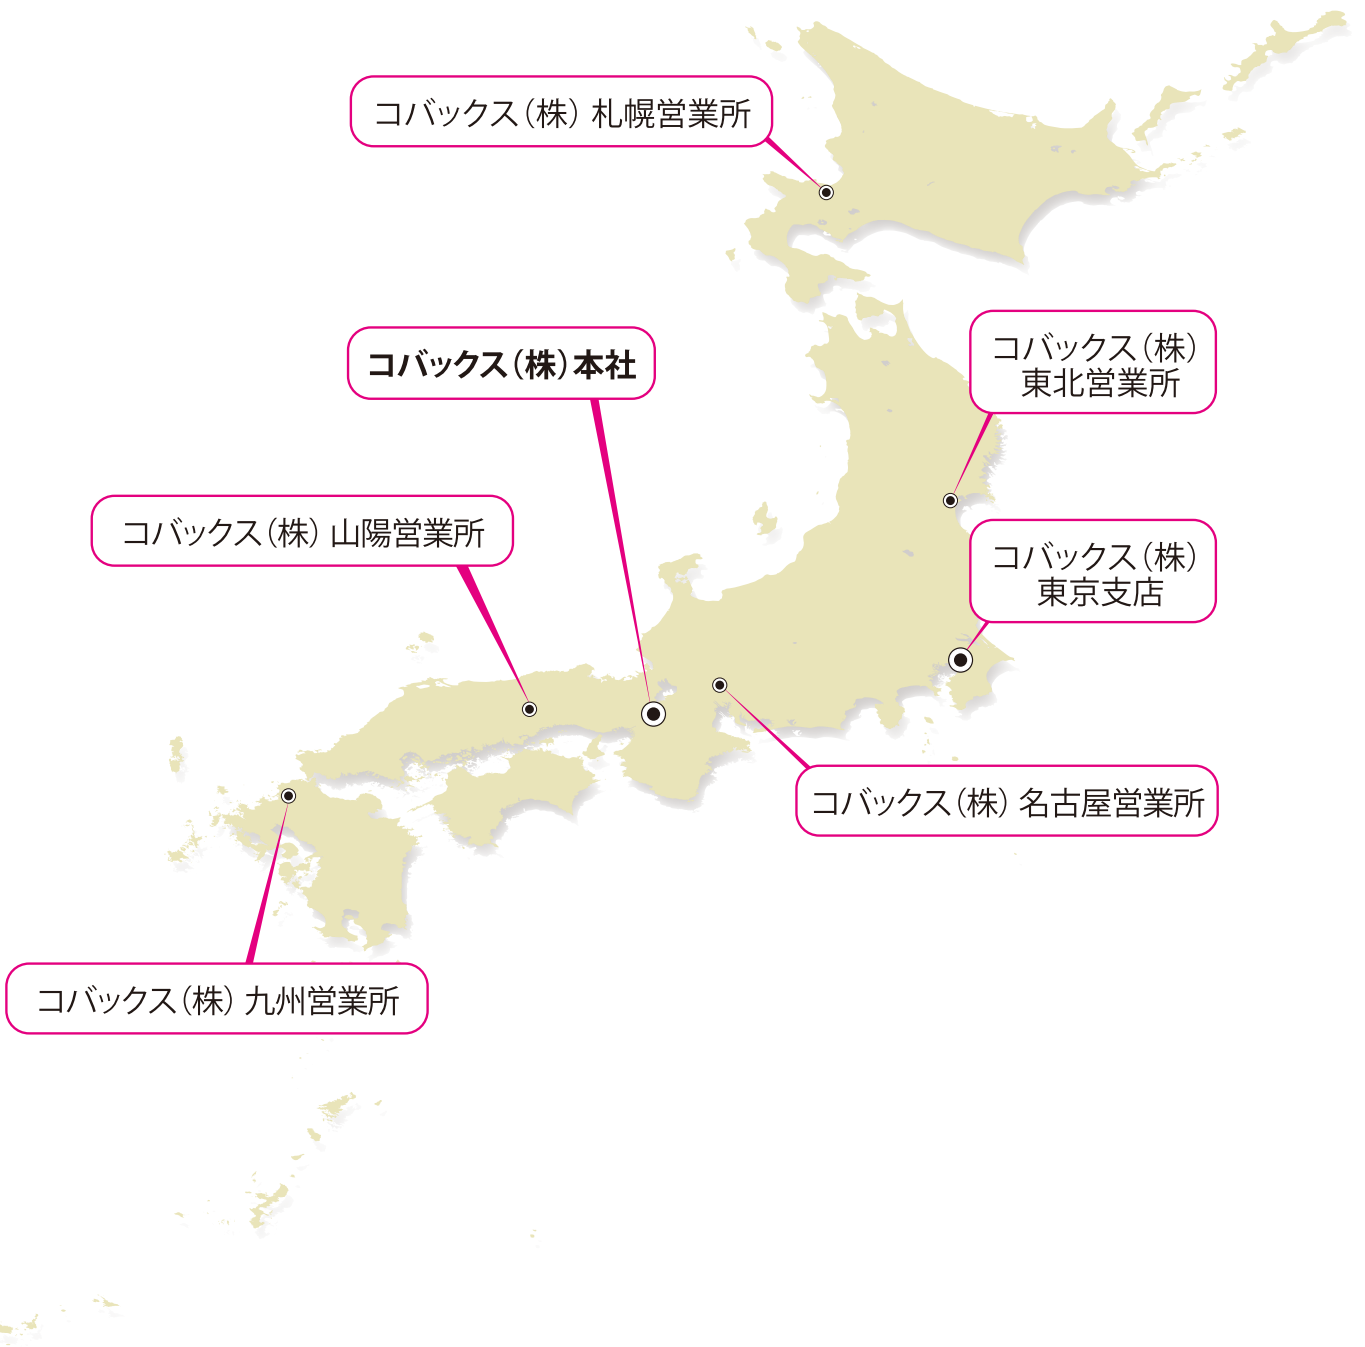 コバックス（株）札幌営業所
コバックス（株）本社
コバックス（株）
東北営業所
コバックス（株）山陽営業所
コバックス（株）
東京支店
コバックス（株）名古屋営業所
コバックス（株）九州営業所